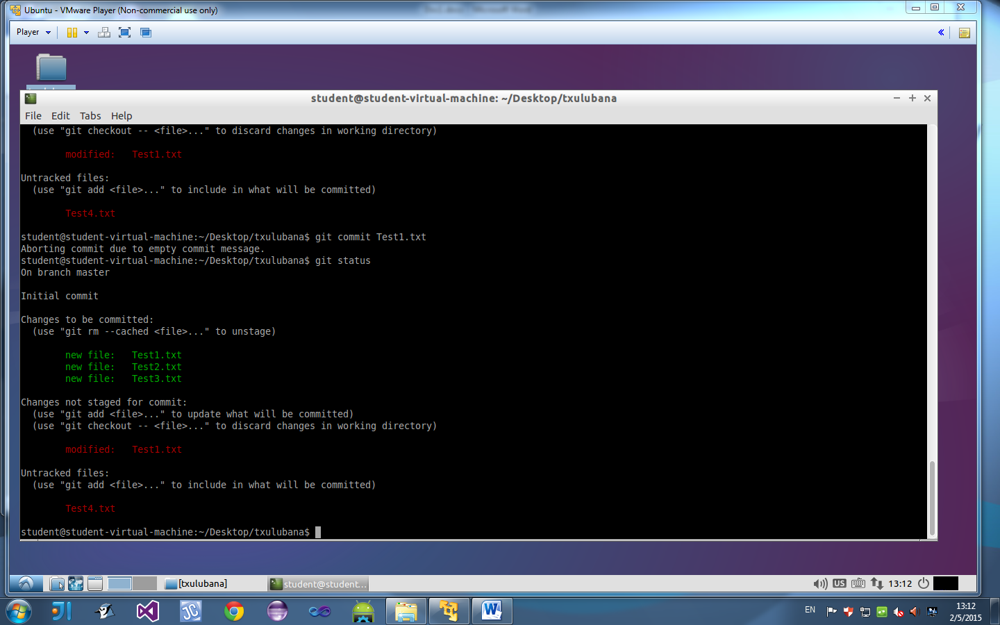 Ubuntu - VMware Player (Non-commercial use only)
Player
student@student-virtual-machine: ~/Desktop/txulubana
File Edit Tabs Help
(use "git checkout -- <file>..." to discard changes in working directory)
modified: Test1.txt
Untracked files:
(use "git add <file>..." to include in what will be committed)
Test4.txt
student@student-virtual-machine:~/Desktop/txulubana$ git commit Test1.txt
Aborting commit due to empty commit message.
student@student-virtual-machine:~/Desktop/txulubana$ git status
On branch master
Initial commit
Changes to be committed:
(use "git rm --cached <file>..." to unstage)
new file: Test1.txt
new file: Test2.txt
new file: Test3.txt
Changes not staged for commit:
(use "git add <file>..." to update what will be committed)
(use "git checkout -- <file>..." to discard changes in working directory)
modified: Test1.txt
Untracked files:
(use "git add <file>..." to include in what will be committed)
Test4.txt
student@student-virtual-machine:~/Desktop/txulubana$
[txulubana] student@student... US 13:12
EN 13:12
2/5/2015